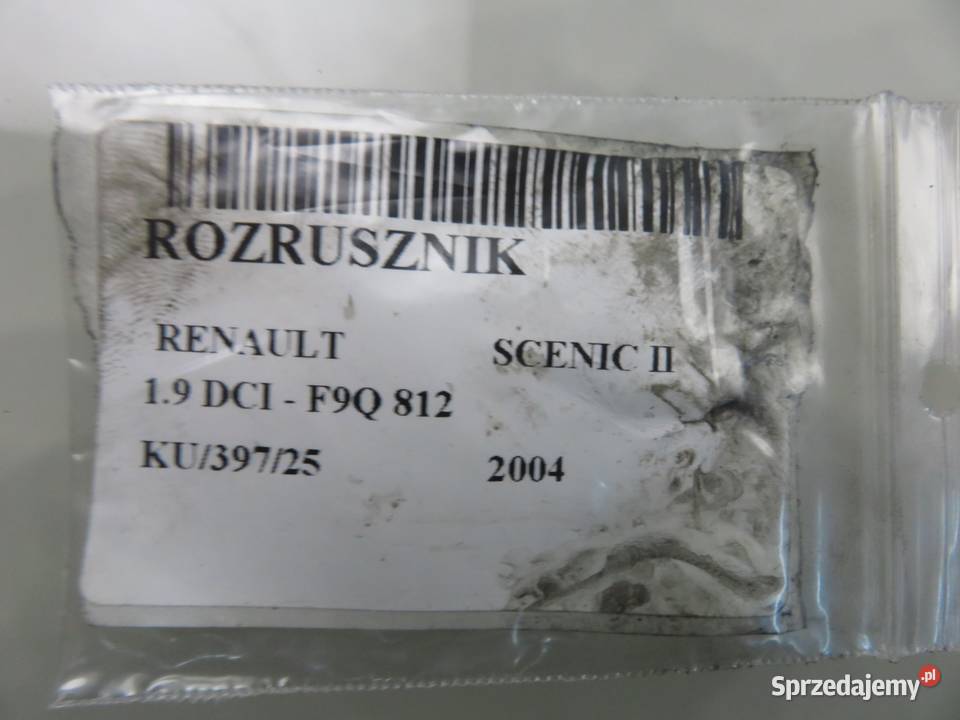 ROZRUSZNIK
RENAULT SCENIC II
1.9 DCI - F9Q 812
KU/397/25 2004
Sprzedajemy.pl